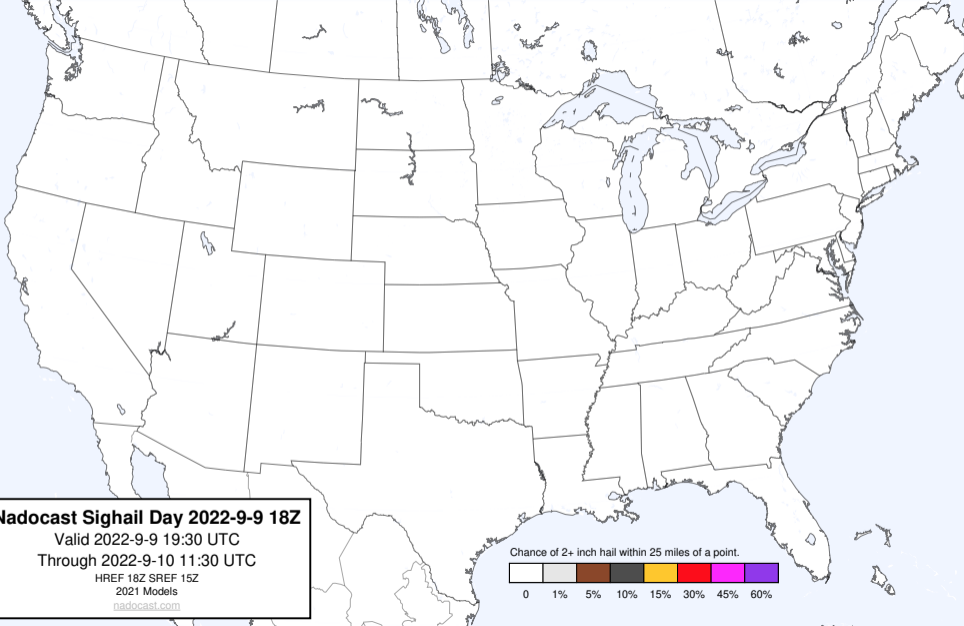 Nadocast Sighail Day 2022-9-9 18Z
Valid 2022-9-9 19:30 UTC
Through 2022-9-10 11:30 UTC
HREF 18Z SREF 15Z
2021 Models
nadocast.com
Chance of 2+ inch hail within 25 miles of a point.
0 1% 5% 10% 15% 30% 45% 60%